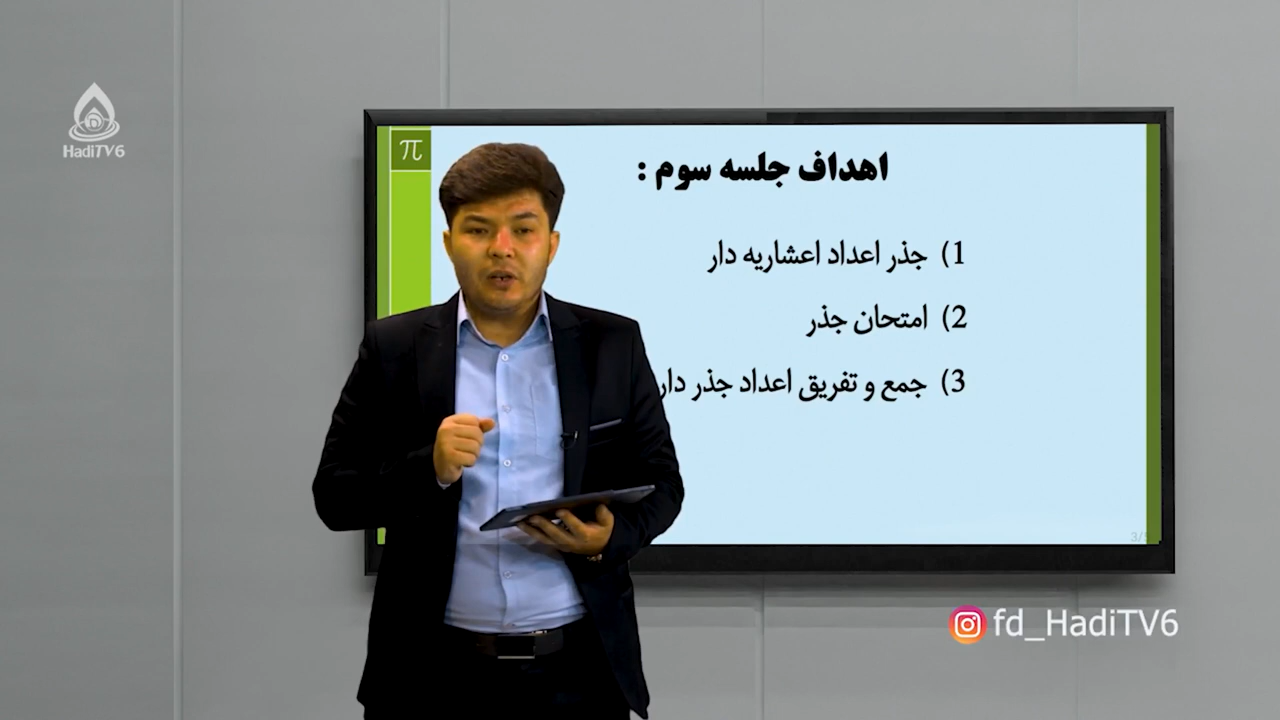 HadiTV6
π
اهداف جلسه سوم :
1) جذر اعداد اعشاریه دار
2) امتحان جذر
3) جمع و تفریق اعداد جذر دار
fd_HadiTV6